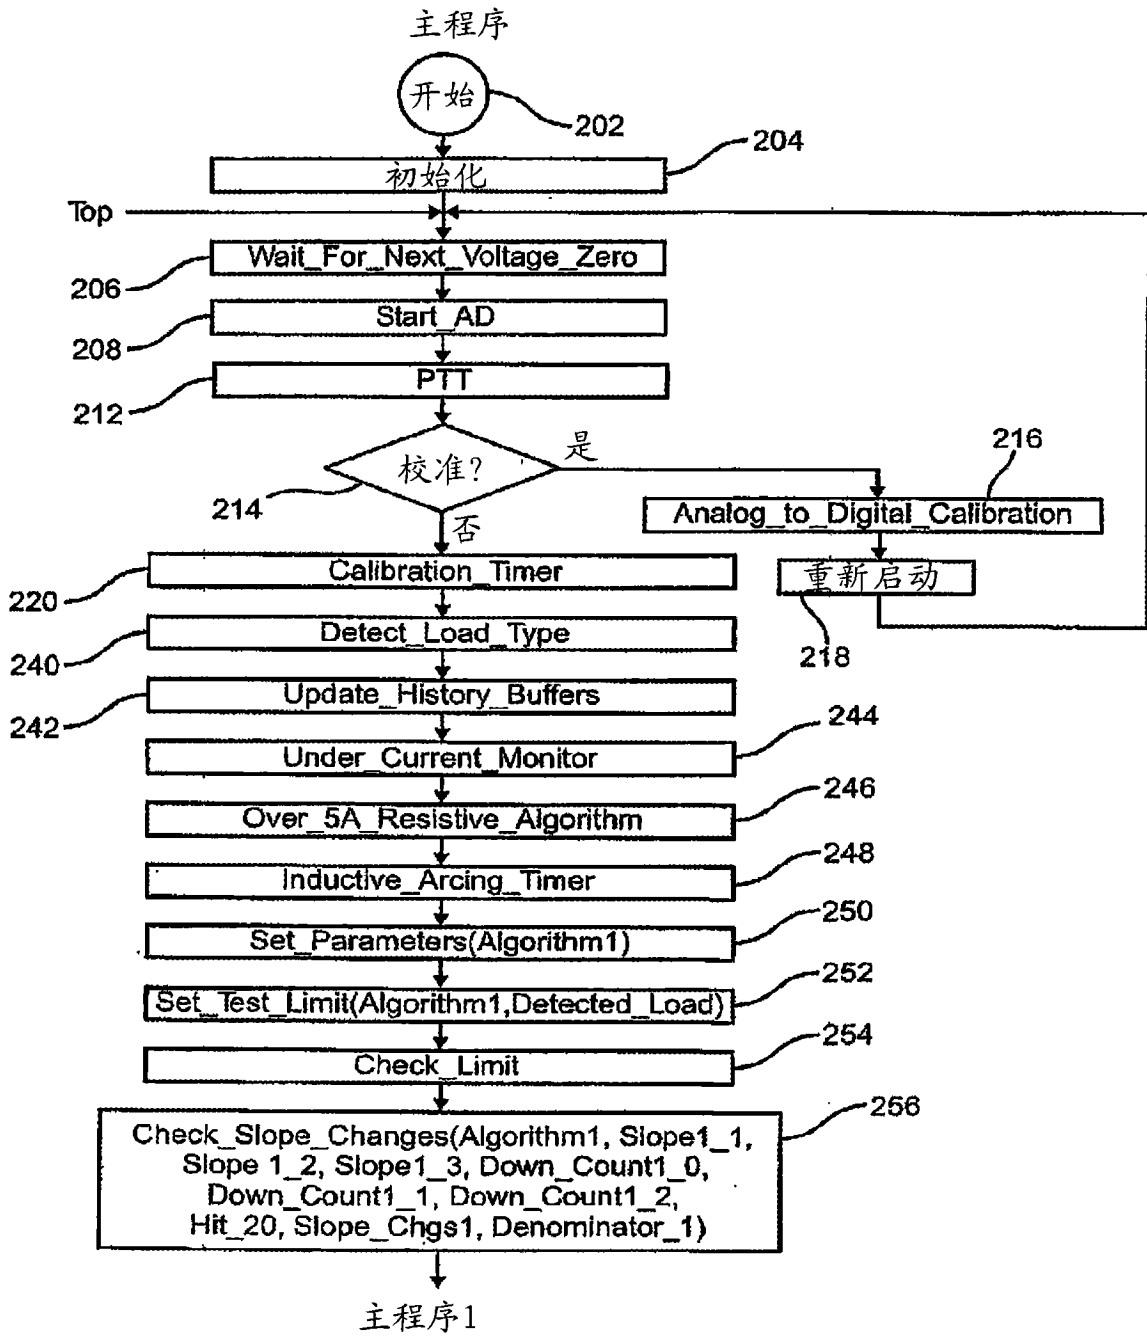 主程序
开始
202
204
初始化
Top
Wait_For_Next_Voltage_Zero
206
Start_AD
208
PTT
212
校准?
是
214
否
216
Analog_to_Digital_Calibration
重新启动
218
Calibration_Timer
220
Detect_Load_Type
240
Update_History_Buffers
242
244
Under_Current_Monitor
246
Over_5A_Resistive_Algorithm
248
Inductive_Arcing_Timer
250
Set_Parameters(Algorithm1)
252
Set_Test_Limit(Algorithm1,Detected_Load)
254
Check_Limit
256
Check_Slope_Changes(Algorithm1, Slope1_1,
Slope 1_2, Slope1_3, Down_Count1_0,
Down_Count1_1, Down_Count1_2,
Hit_20, Slope_Chgs1, Denominator_1)
主程序1